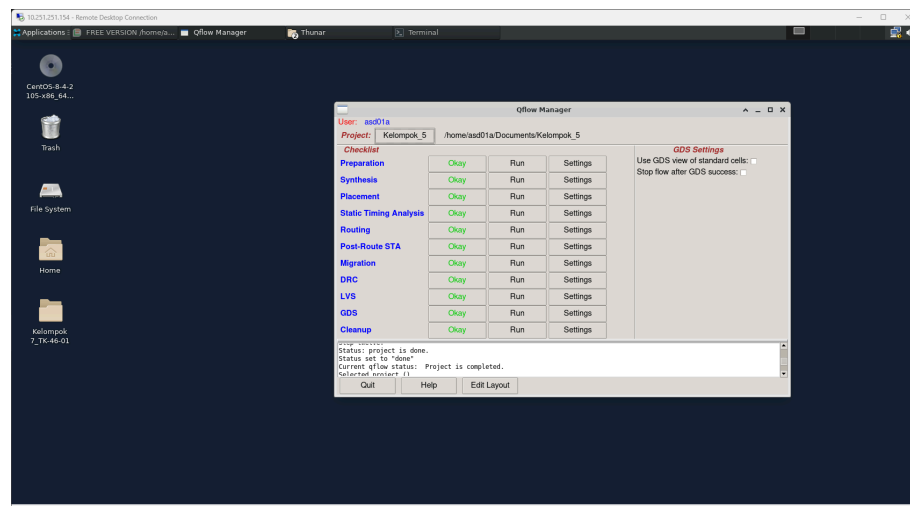 10.251.251.154 - Remote Desktop Connection
Applications FREE VERSION /home/a... Qflow Manager Thunar Terminal
CentOS-8-4-2
105-x86_64...
Trash
File System
Home
Kelompok
7_TK-46-01
Qflow Manager
User: asd01a
Project: Kelompok_5 /home/asd01a/Documents/Kelompok_5
Checklist
Preparation Okay Run Settings
Synthesis Okay Run Settings
Placement Okay Run Settings
Static Timing Analysis Okay Run Settings
Routing Okay Run Settings
Post-Route STA Okay Run Settings
Migration Okay Run Settings
DRC Okay Run Settings
LVS Okay Run Settings
GDS Okay Run Settings
Cleanup Okay Run Settings
GDS Settings
Use GDS view of standard cells:
Stop flow after GDS success:
Status: project is done.
Status set to "done"
Current qflow status: Project is completed.
Selected project ()
Quit Help Edit Layout